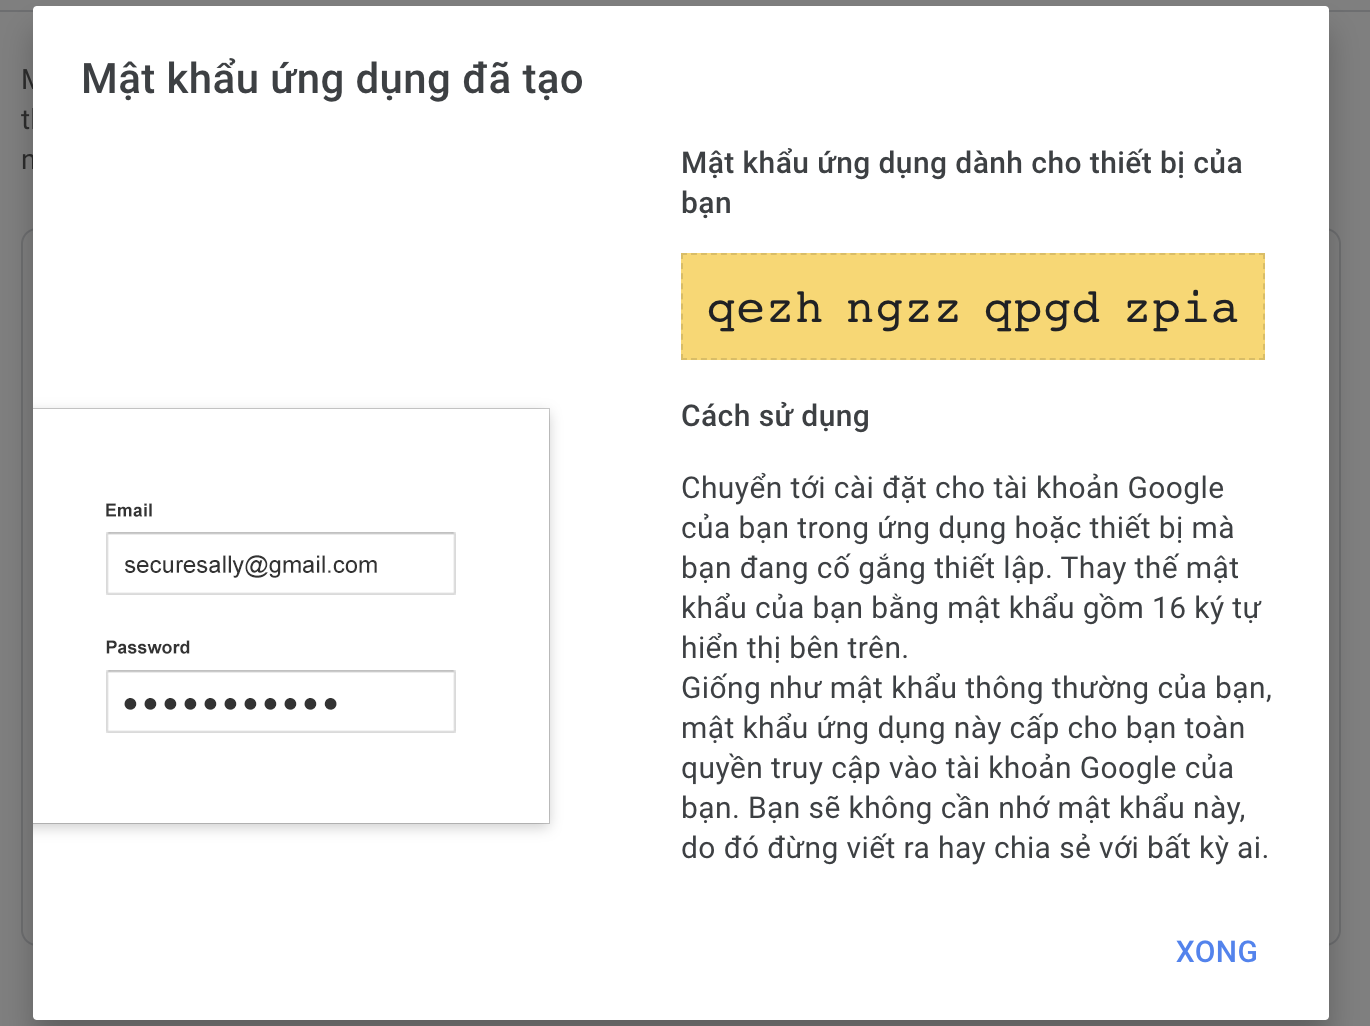 Mật khẩu ứng dụng đã tạo
Mật khẩu ứng dụng dành cho thiết bị của
bạn
qezh ngzz qpgd zpia
Email
securesally@gmail.com
Password
●●●●●●●●●●●
Cách sử dụng
Chuyển tới cài đặt cho tài khoản Google
của bạn trong ứng dụng hoặc thiết bị mà
bạn đang cố gắng thiết lập. Thay thế mật
khẩu của bạn bằng mật khẩu gồm 16 ký tự
hiển thị bên trên.
Giống như mật khẩu thông thường của bạn,
mật khẩu ứng dụng này cấp cho bạn toàn
quyền truy cập vào tài khoản Google của
bạn. Bạn sẽ không cần nhớ mật khẩu này,
do đó đừng viết ra hay chia sẻ với bất kỳ ai.
XONG